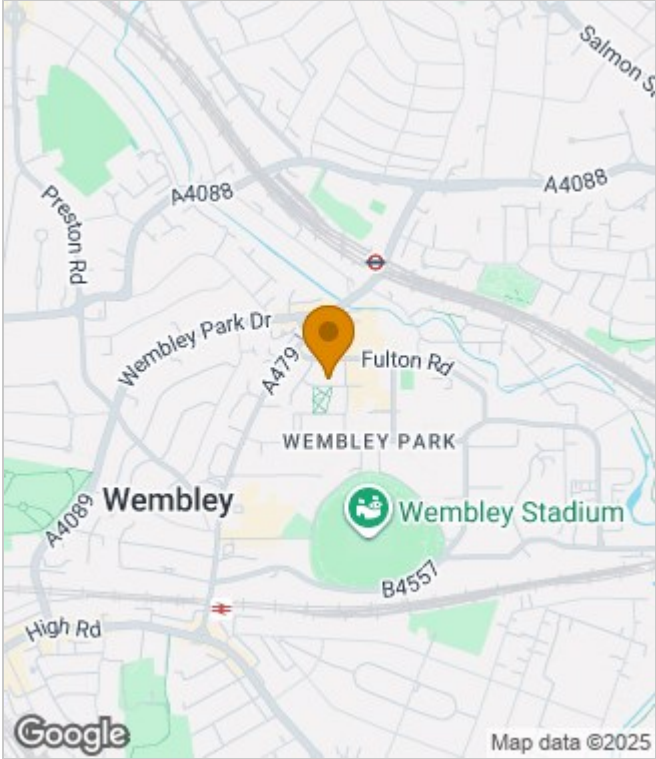 Salmon S
A4088
A4088
Preston Rd
Wembley Park Dr
A479
Fulton Rd
WEMBLEY PARK
Wembley
Wembley Stadium
A4089
B4557
High Rd
Google
Map data ©2025